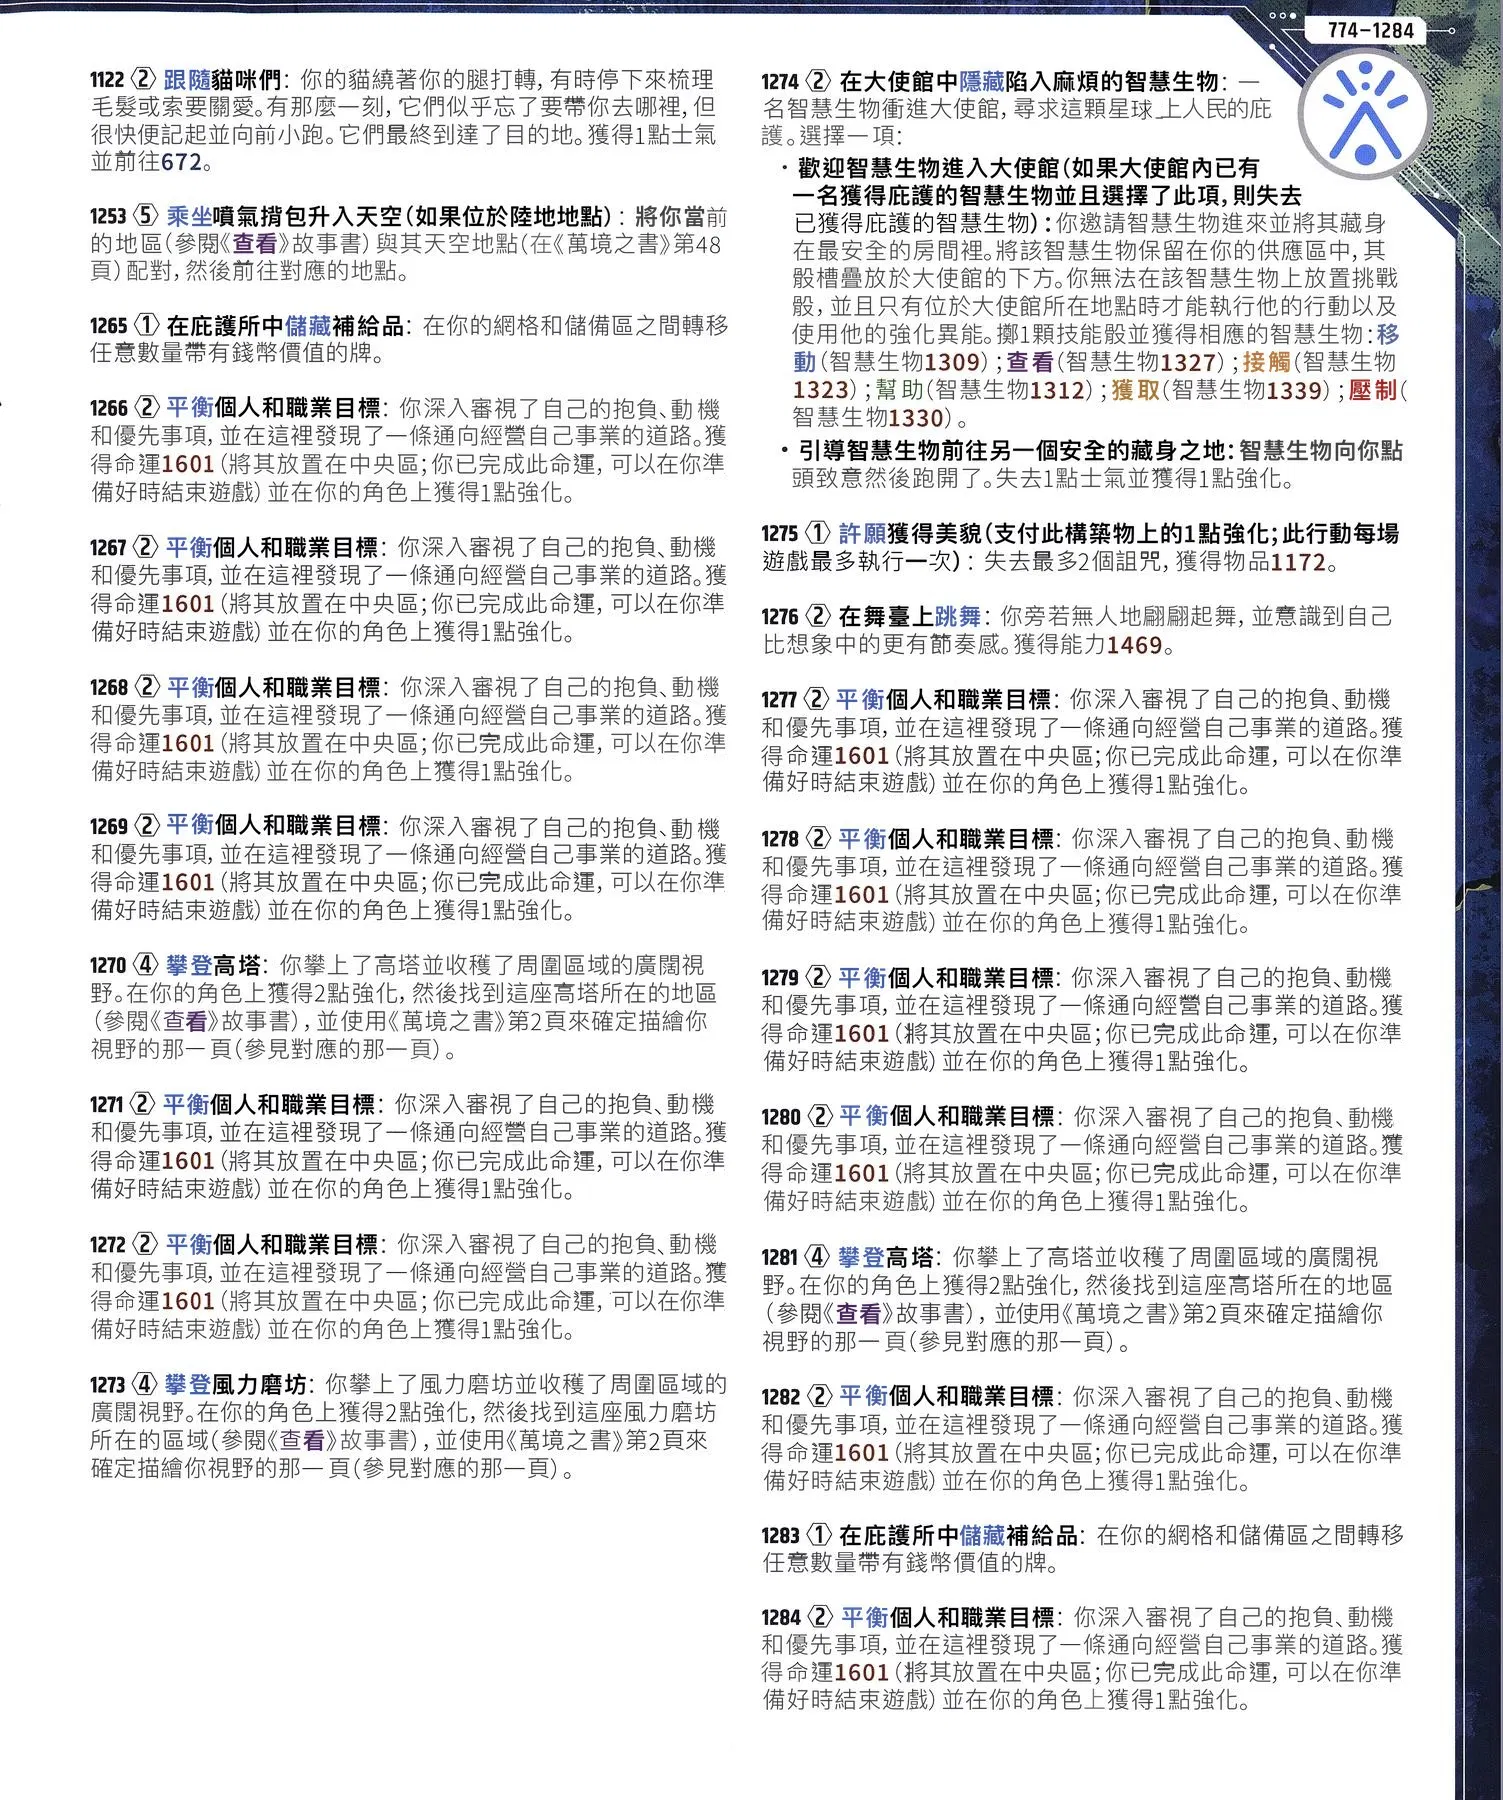 774–1284
1122 2 跟隨貓咪們：你的貓繞著你的腿打轉，有時停下來梳理
毛髮或索要關愛。有那麼一刻，它們似乎忘了要帶你去哪裡，但
很快便記起並向前小跑。它們最終到達了目的地。獲得1點士氣
並前往672。
1253 5 乘坐噴氣揹包升入天空（如果位於陸地地點）：將你當前
的地區（參閱《查看》故事書）與其天空地點（在《萬境之書》第48
頁）配對，然後前往對應的地點。
1265 1 在庇護所中儲藏補給品：在你的網格和儲備區之間轉移
任意數量帶有錢幣價值的牌。
1266 2 平衡個人和職業目標：你深入審視了自己的抱負、動機
和優先事項，並在這裡發現了一條通向經營自己事業的道路。獲
得命運1601（將其放置在中央區；你已完成此命運，可以在你準
備好時結束遊戲）並在你的角色上獲得1點強化。
1267 2 平衡個人和職業目標：你深入審視了自己的抱負、動機
和優先事項，並在這裡發現了一條通向經營自己事業的道路。獲
得命運1601（將其放置在中央區；你已完成此命運，可以在你準
備好時結束遊戲）並在你的角色上獲得1點強化。
1268 2 平衡個人和職業目標：你深入審視了自己的抱負、動機
和優先事項，並在這裡發現了一條通向經營自己事業的道路。獲
得命運1601（將其放置在中央區；你已完成此命運，可以在你準
備好時結束遊戲）並在你的角色上獲得1點強化。
1269 2 平衡個人和職業目標：你深入審視了自己的抱負、動機
和優先事項，並在這裡發現了一條通向經營自己事業的道路。獲
得命運1601（將其放置在中央區；你已完成此命運，可以在你準
備好時結束遊戲）並在你的角色上獲得1點強化。
1270 4 攀登高塔：你攀上了高塔並收穫了周圍區域的廣闊視
野。在你的角色上獲得2點強化，然後找到這座高塔所在的地區
（參閱《查看》故事書），並使用《萬境之書》第2頁來確定描繪你
視野的那一頁（參見對應的那一頁）。
1271 2 平衡個人和職業目標：你深入審視了自己的抱負、動機
和優先事項，並在這裡發現了一條通向經營自己事業的道路。獲
得命運1601（將其放置在中央區；你已完成此命運，可以在你準
備好時結束遊戲）並在你的角色上獲得1點強化。
1272 2 平衡個人和職業目標：你深入審視了自己的抱負、動機
和優先事項，並在這裡發現了一條通向經營自己事業的道路。獲
得命運1601（將其放置在中央區；你已完成此命運，可以在你準
備好時結束遊戲）並在你的角色上獲得1點強化。
1273 4 攀登風力磨坊：你攀上了風力磨坊並收穫了周圍區域的
廣闊視野。在你的角色上獲得2點強化，然後找到這座風力磨坊
所在的區域（參閱《查看》故事書），並使用《萬境之書》第2頁來
確定描繪你視野的那一頁（參見對應的那一頁）。
1274 2 在大使館中隱藏陷入麻煩的智慧生物：一
名智慧生物衝進大使館，尋求這顆星球上人民的庇
護。選擇一項：
· 歡迎智慧生物進入大使館（如果大使館內已有
一名獲得庇護的智慧生物並且選擇了此項，則失去
已獲得庇護的智慧生物）：你邀請智慧生物進來並將其藏身
在最安全的房間裡。將該智慧生物保留在你的供應區中，其
骰槽疊放於大使館的下方。你無法在該智慧生物上放置挑戰
骰，並且只有位於大使館所在地點時才能執行他的行動以及
使用他的強化異能。擲1顆技能骰並獲得相應的智慧生物：移
動（智慧生物1309）；查看（智慧生物1327）；接觸（智慧生物
1323）；幫助（智慧生物1312）；獲取（智慧生物1339）；壓制（
智慧生物1330）。
· 引導智慧生物前往另一個安全的藏身之地：智慧生物向你點
頭致意然後跑開了。失去1點士氣並獲得1點強化。
1275 1 許願獲得美貌（支付此構築物上的1點強化；此行動每場
遊戲最多執行一次）：失去最多2個詛咒，獲得物品1172。
1276 2 在舞臺上跳舞：你旁若無人地翩翩起舞，並意識到自己
比想象中的更有節奏感。獲得能力1469。
1277 2 平衡個人和職業目標：你深入審視了自己的抱負、動機
和優先事項，並在這裡發現了一條通向經營自己事業的道路。獲
得命運1601（將其放置在中央區；你已完成此命運，可以在你準
備好時結束遊戲）並在你的角色上獲得1點強化。
1278 2 平衡個人和職業目標：你深入審視了自己的抱負、動機
和優先事項，並在這裡發現了一條通向經營自己事業的道路。獲
得命運1601（將其放置在中央區；你已完成此命運，可以在你準
備好時結束遊戲）並在你的角色上獲得1點強化。
1279 2 平衡個人和職業目標：你深入審視了自己的抱負、動機
和優先事項，並在這裡發現了一條通向經營自己事業的道路。獲
得命運1601（將其放置在中央區；你已完成此命運，可以在你準
備好時結束遊戲）並在你的角色上獲得1點強化。
1280 2 平衡個人和職業目標：你深入審視了自己的抱負、動機
和優先事項，並在這裡發現了一條通向經營自己事業的道路。獲
得命運1601（將其放置在中央區；你已完成此命運，可以在你準
備好時結束遊戲）並在你的角色上獲得1點強化。
1281 4 攀登高塔：你攀上了高塔並收穫了周圍區域的廣闊視
野。在你的角色上獲得2點強化，然後找到這座高塔所在的地區
（參閱《查看》故事書），並使用《萬境之書》第2頁來確定描繪你
視野的那一頁（參見對應的那一頁）。
1282 2 平衡個人和職業目標：你深入審視了自己的抱負、動機
和優先事項，並在這裡發現了一條通向經營自己事業的道路。獲
得命運1601（將其放置在中央區；你已完成此命運，可以在你準
備好時結束遊戲）並在你的角色上獲得1點強化。
1283 1 在庇護所中儲藏補給品：在你的網格和儲備區之間轉移
任意數量帶有錢幣價值的牌。
1284 2 平衡個人和職業目標：你深入審視了自己的抱負、動機
和優先事項，並在這裡發現了一條通向經營自己事業的道路。獲
得命運1601（將其放置在中央區；你已完成此命運，可以在你準
備好時結束遊戲）並在你的角色上獲得1點強化。